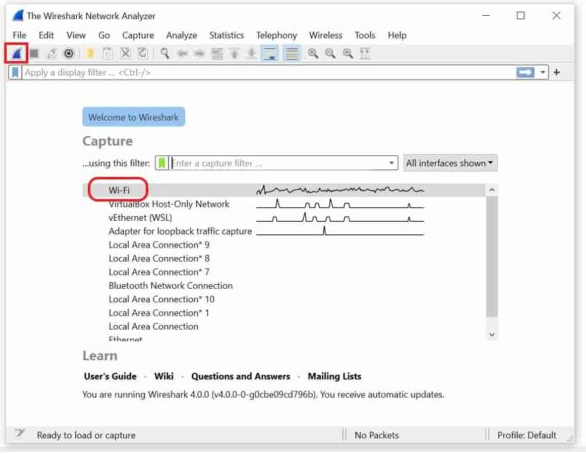 The Wireshark Network Analyzer
File Edit View Go Capture Analyze Statistics Telephony Wireless Tools Help
Apply a display filter ... <Ctrl-/>
Welcome to Wireshark
Capture
...using this filter: Enter a capture filter ... All interfaces shown
Wi-Fi
VirtualBox Host-Only Network
vEthernet (WSL)
Adapter for loopback traffic capture
Local Area Connection* 9
Local Area Connection* 8
Local Area Connection* 7
Bluetooth Network Connection
Local Area Connection* 10
Local Area Connection* 1
Local Area Connection
Ethernet
Learn
User's Guide · Wiki · Questions and Answers · Mailing Lists
You are running Wireshark 4.0.0 (v4.0.0-0-g0cbe09cd796b). You receive automatic updates.
Ready to load or capture No Packets Profile: Default